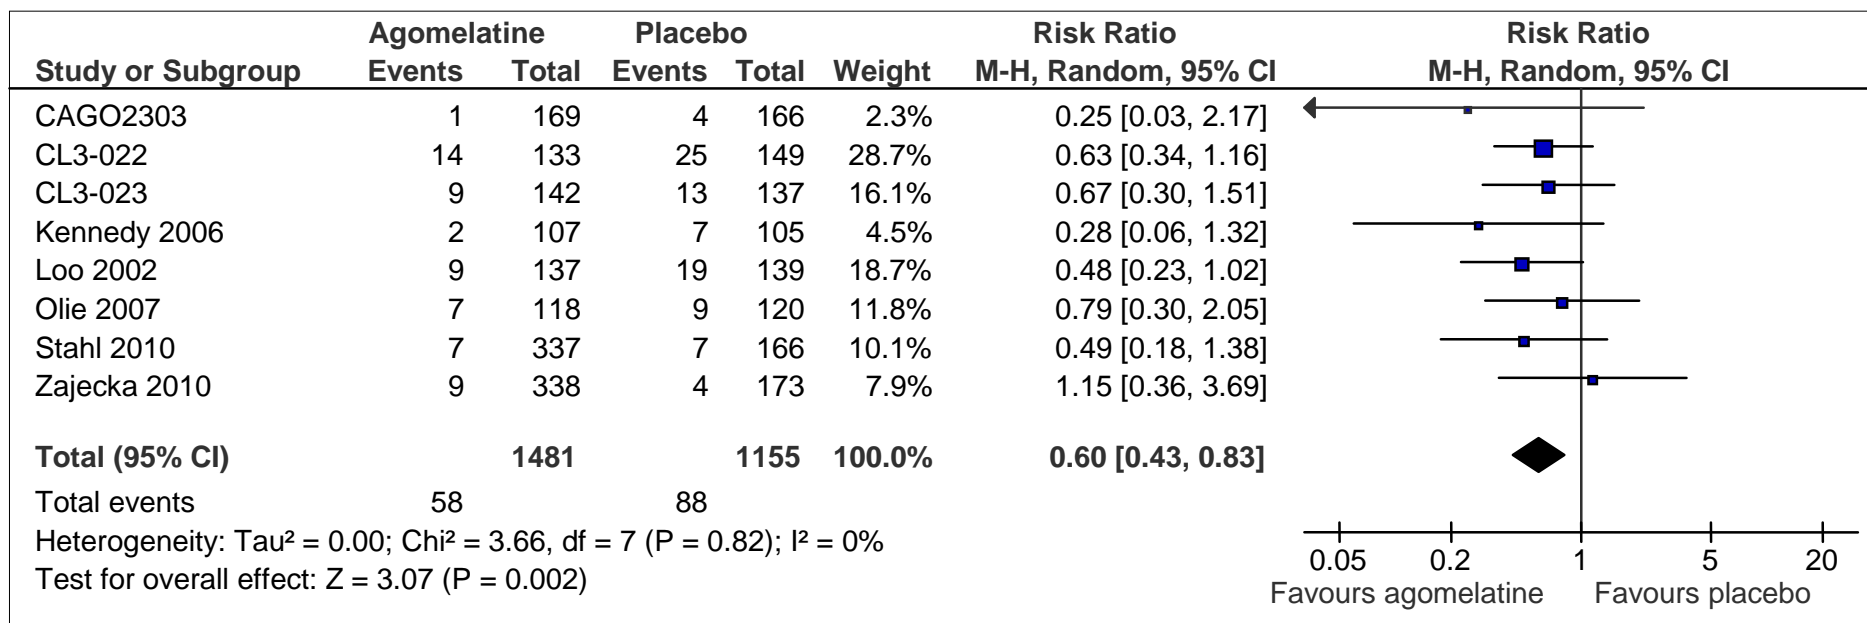 Agomelatine Placebo Risk Ratio Risk Ratio
Study or Subgroup Events Total Events Total Weight M-H, Random, 95% CI M-H, Random, 95% CI
CAGO2303 1 169 4 166 2.3% 0.25 [0.03, 2.17]
CL3-022 14 133 25 149 28.7% 0.63 [0.34, 1.16]
CL3-023 9 142 13 137 16.1% 0.67 [0.30, 1.51]
Kennedy 2006 2 107 7 105 4.5% 0.28 [0.06, 1.32]
Loo 2002 9 137 19 139 18.7% 0.48 [0.23, 1.02]
Olie 2007 7 118 9 120 11.8% 0.79 [0.30, 2.05]
Stahl 2010 7 337 7 166 10.1% 0.49 [0.18, 1.38]
Zajecka 2010 9 338 4 173 7.9% 1.15 [0.36, 3.69]
Total (95% CI) 1481 1155 100.0% 0.60 [0.43, 0.83]
Total events 58 88
Heterogeneity: Tau² = 0.00; Chi² = 3.66, df = 7 (P = 0.82); I² = 0%
Test for overall effect: Z = 3.07 (P = 0.002)
0.05 0.2 1 5 20
Favours agomelatine Favours placebo